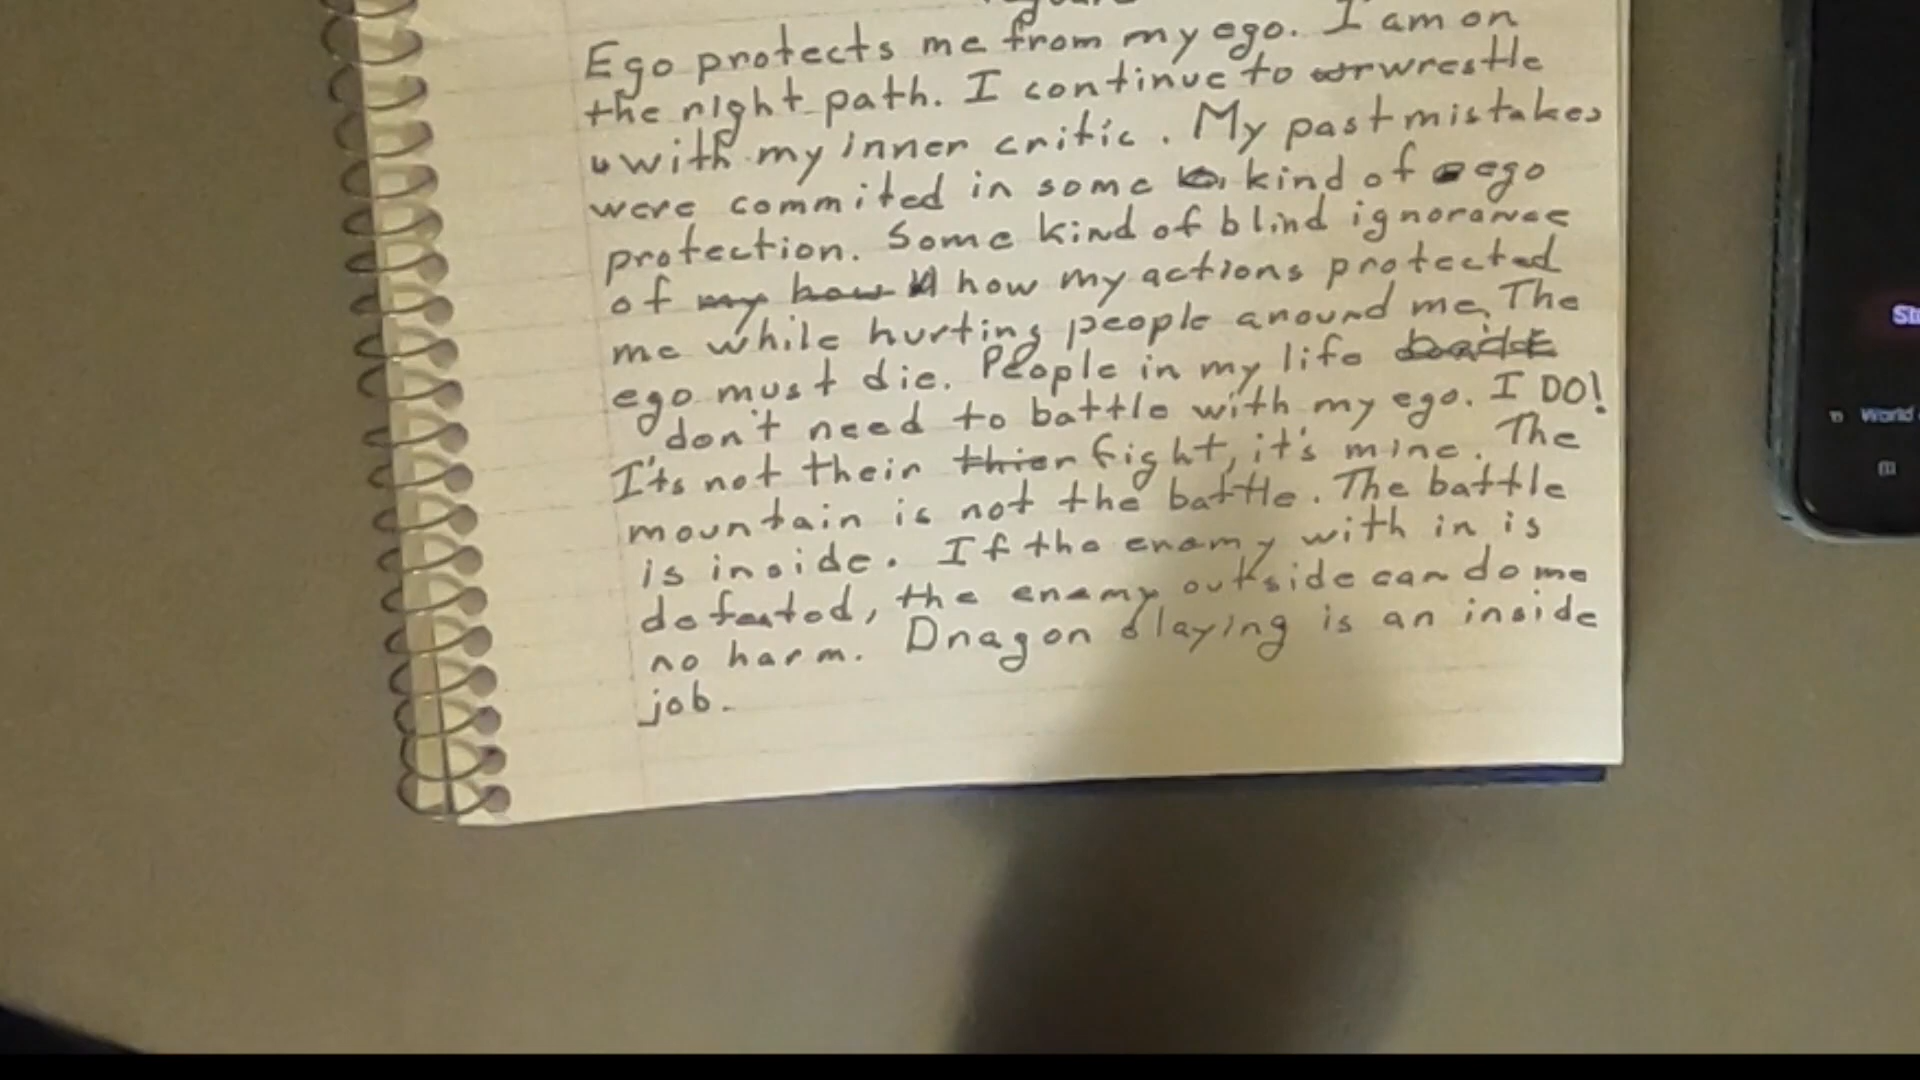 Ego protects me from my ego. I am on
the right path. I continue to wrestle
with my inner critic. My past mistakes
were commited in some kind of ego
protection. Some kind of blind ignorance
of my how how my actions protected
me while hurting people around me. The
ego must die. People in my life
don't need to battle with my ego. I DO!
It's not their thier fight, it's mine. The
mountain is not the battle. The battle
is inside. If the enemy with in is
defeated, the enemy outside can do me
no harm. Dragon slaying is an inside
job.
World